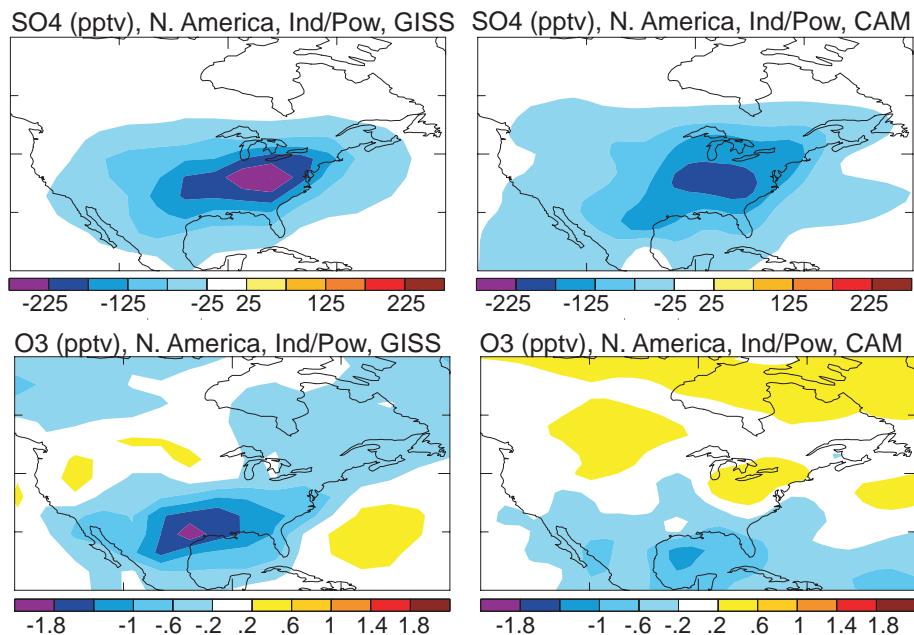 SO4 (pptv), N. America, Ind/Pow, GISS
SO4 (pptv), N. America, Ind/Pow, CAM
-225 -125 -25 25 125 225
-225 -125 -25 25 125 225
O3 (pptv), N. America, Ind/Pow, GISS
O3 (pptv), N. America, Ind/Pow, CAM
-1.8 -1 -.6 -.2 .2 .6 1 1.4 1.8
-1.8 -1 -.6 -.2 .2 .6 1 1.4 1.8